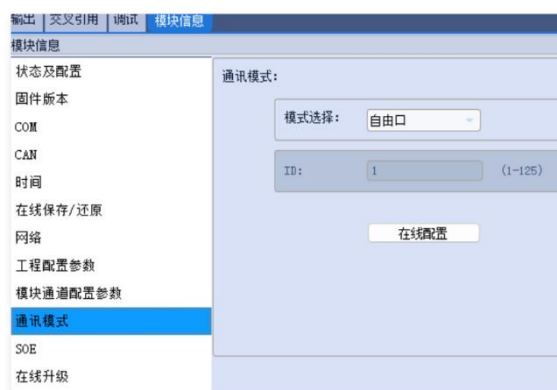 输出 交叉引用 调试 模块信息
模块信息
状态及配置
固件版本
COM
CAN
时间
在线保存/还原
网络
工程配置参数
模块通道配置参数
通讯模式
SOE
在线升级
通讯模式:
模式选择: 自由口
ID: 1 (1-125)
在线配置